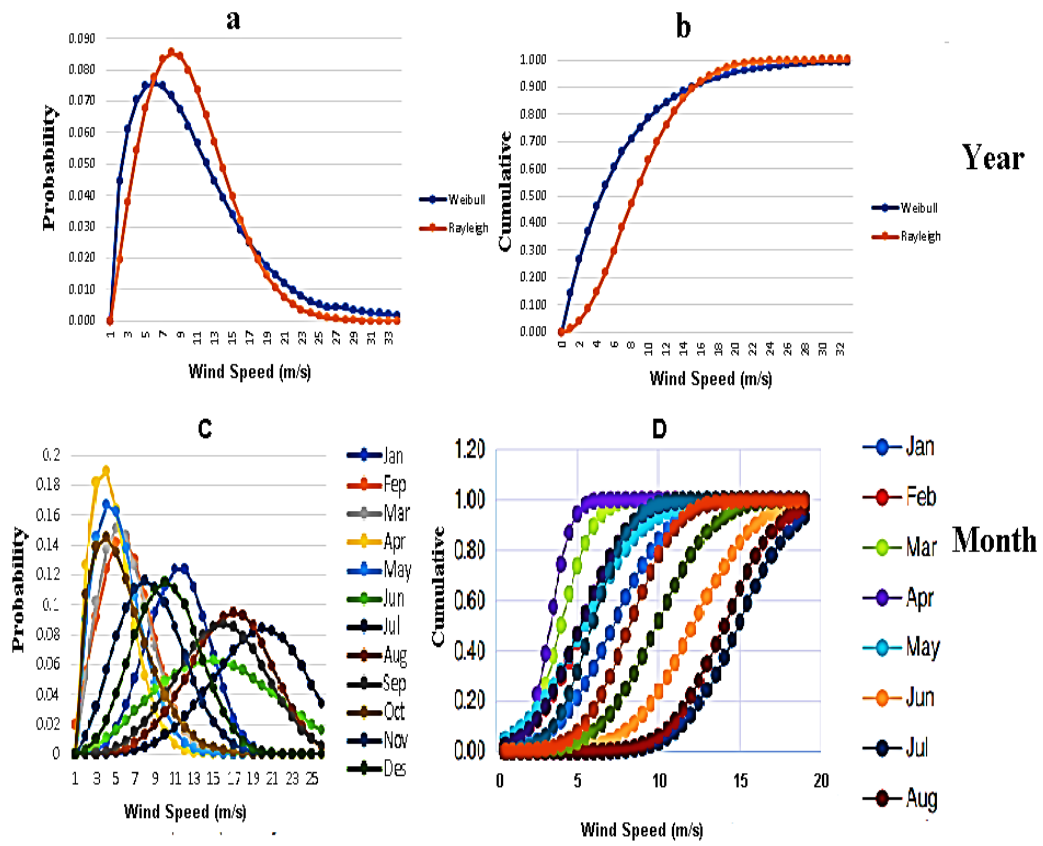 a
0.090
0.080
0.070
0.060
0.050
0.040
0.030
0.020
0.010
0.000
Probability
1 3 5 7 9 11 13 15 17 19 21 23 25 27 29 31 33
Wind Speed (m/s)
Weibull
Rayleigh
b
1.000
0.900
0.800
0.700
0.600
0.500
0.400
0.300
0.200
0.100
0.000
Cumulative
0 2 4 6 8 10 12 14 16 18 20 22 24 26 28 30 32
Wind Speed (m/s)
Weibull
Rayleigh
Year
C
0.2
0.18
0.16
0.14
0.12
0.1
0.08
0.06
0.04
0.02
0
Probability
1 3 5 7 9 11 13 15 17 19 21 23 25
Wind Speed (m/s)
Jan
Fep
Mar
Apr
May
Jun
Jul
Aug
Sep
Oct
Nov
Des
D
1.20
1.00
0.80
0.60
0.40
0.20
0.00
Cumulative
0 5 10 15 20
Wind Speed (m/s)
Jan
Feb
Mar
Apr
May
Jun
Jul
Aug
Month